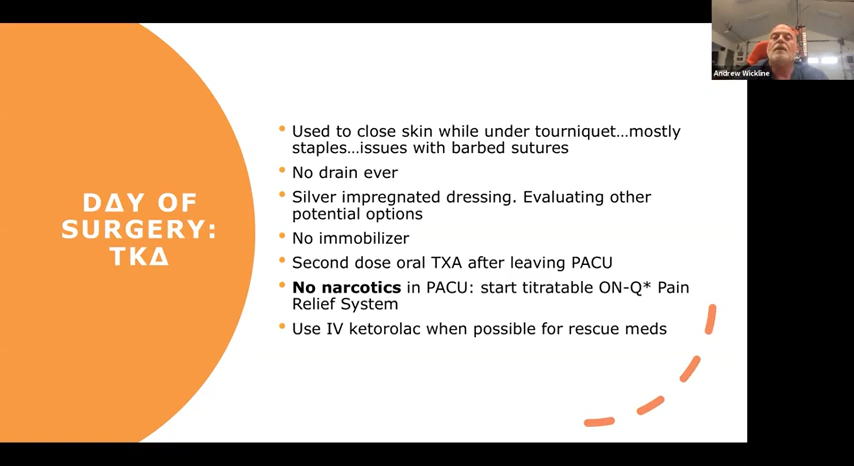 Andrew Wickline
DΔY OF
SURGERY:
TKΔ
• Used to close skin while under tourniquet...mostly
staples...issues with barbed sutures
• No drain ever
• Silver impregnated dressing. Evaluating other
potential options
• No immobilizer
• Second dose oral TXA after leaving PACU
• No narcotics in PACU: start titratable ON-Q* Pain
Relief System
• Use IV ketorolac when possible for rescue meds